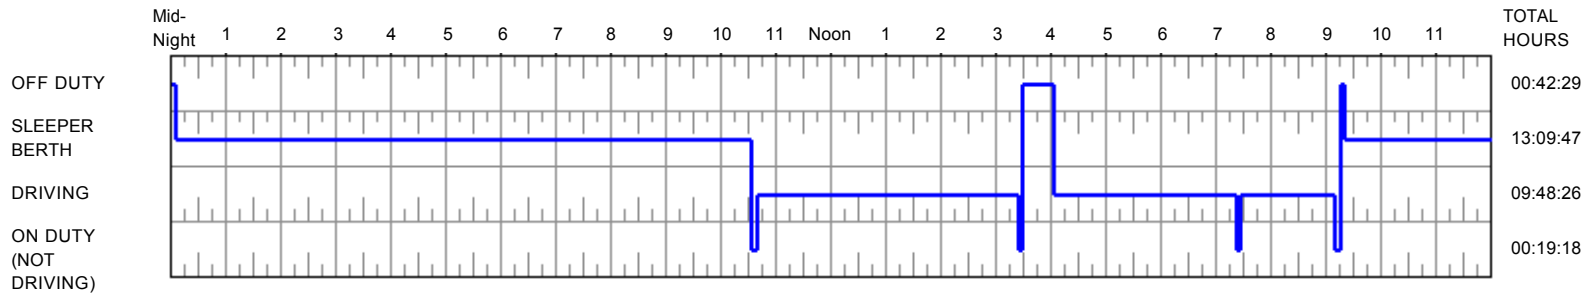 Mid-
Night 1 2 3 4 5 6 7 8 9 10 11 Noon 1 2 3 4 5 6 7 8 9 10 11 TOTAL
HOURS
OFF DUTY 00:42:29
SLEEPER
BERTH 13:09:47
DRIVING 09:48:26
ON DUTY
(NOT
DRIVING) 00:19:18